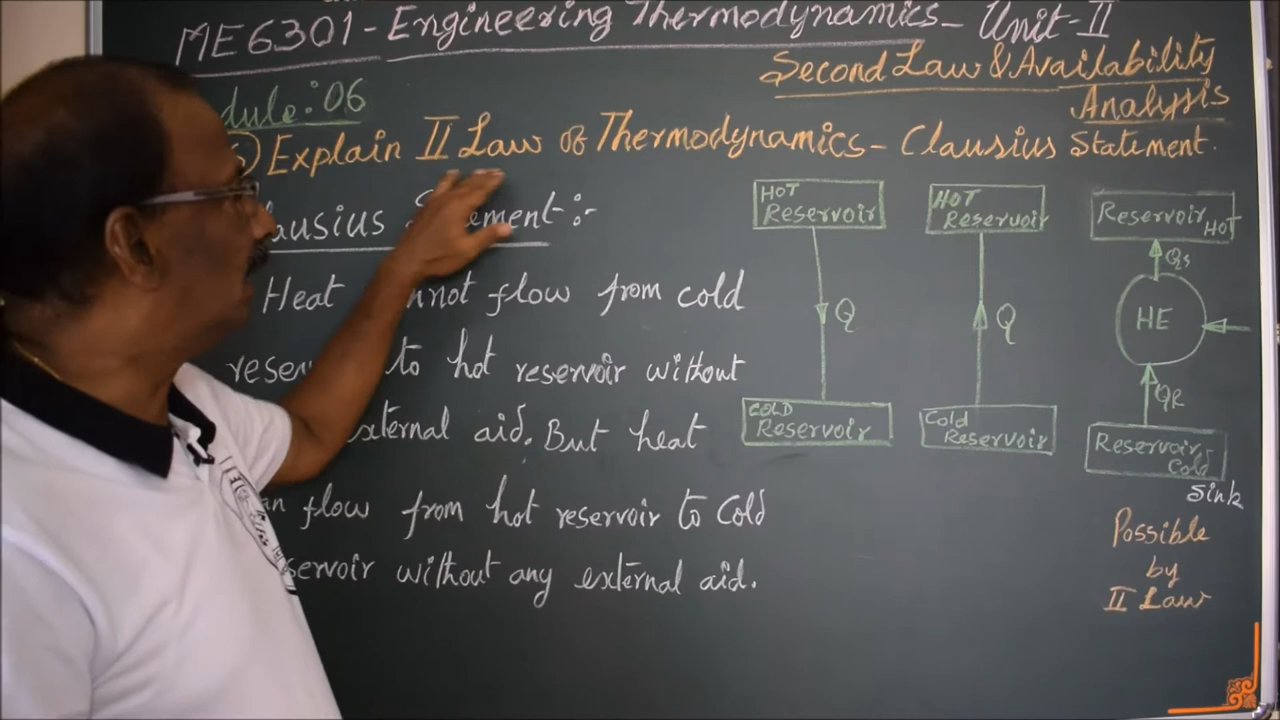 ME6301 - Engineering Thermodynamics - Unit-II
Second Law & Availability
Analysis
dule: 06
6) Explain II Law of Thermodynamics - Clausius Statement.
lausius S ement :-
Heat nnot flow from cold
reser to hot reservoir without
xternal aid. But heat
an flow from hot reservoir to Cold
servoir without any external aid.
HOT
Reservoir
Q
COLD
Reservoir
HOT
Reservoir
Q
Cold
Reservoir
Reservoir HOT
Qs
HE
QR
Reservoir,
Cold
Sink
Possible
by
II Law